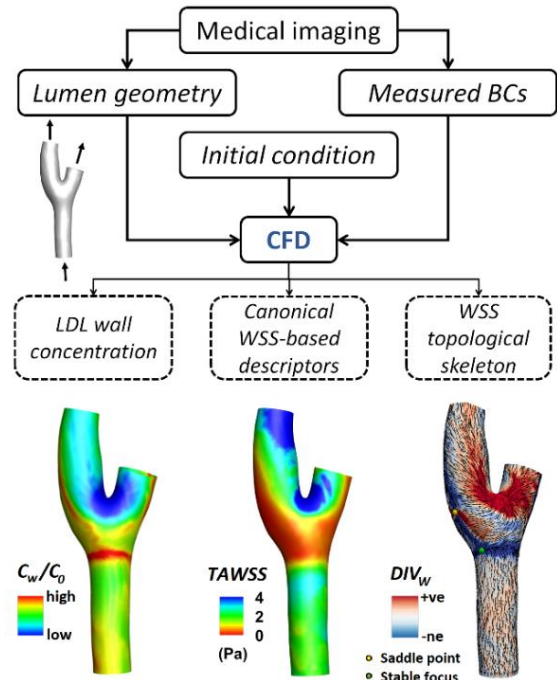 Medical imaging
Lumen geometry
Measured BCs
Initial condition
CFD
LDL wall
concentration
Canonical
WSS-based
descriptors
WSS
topological
skeleton
C_w/C_0
high
low
TAWSS
4
2
0
(Pa)
DIV_W
+ve
-ne
Saddle point
Stable focus